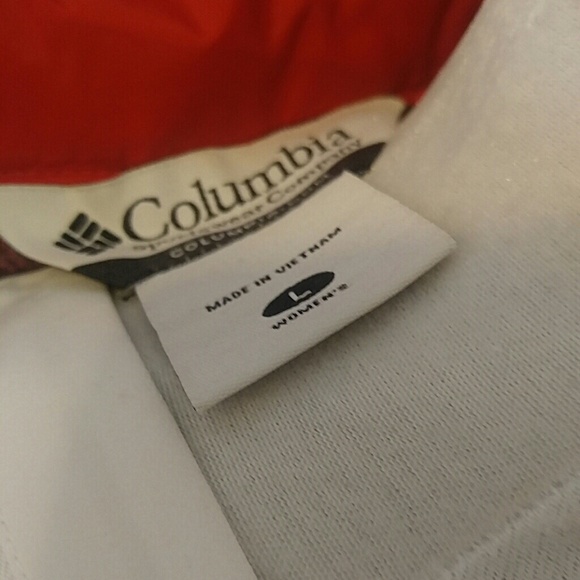 Columbia
Sportswear Company
MADE IN VIETNAM
L
WOMEN'S